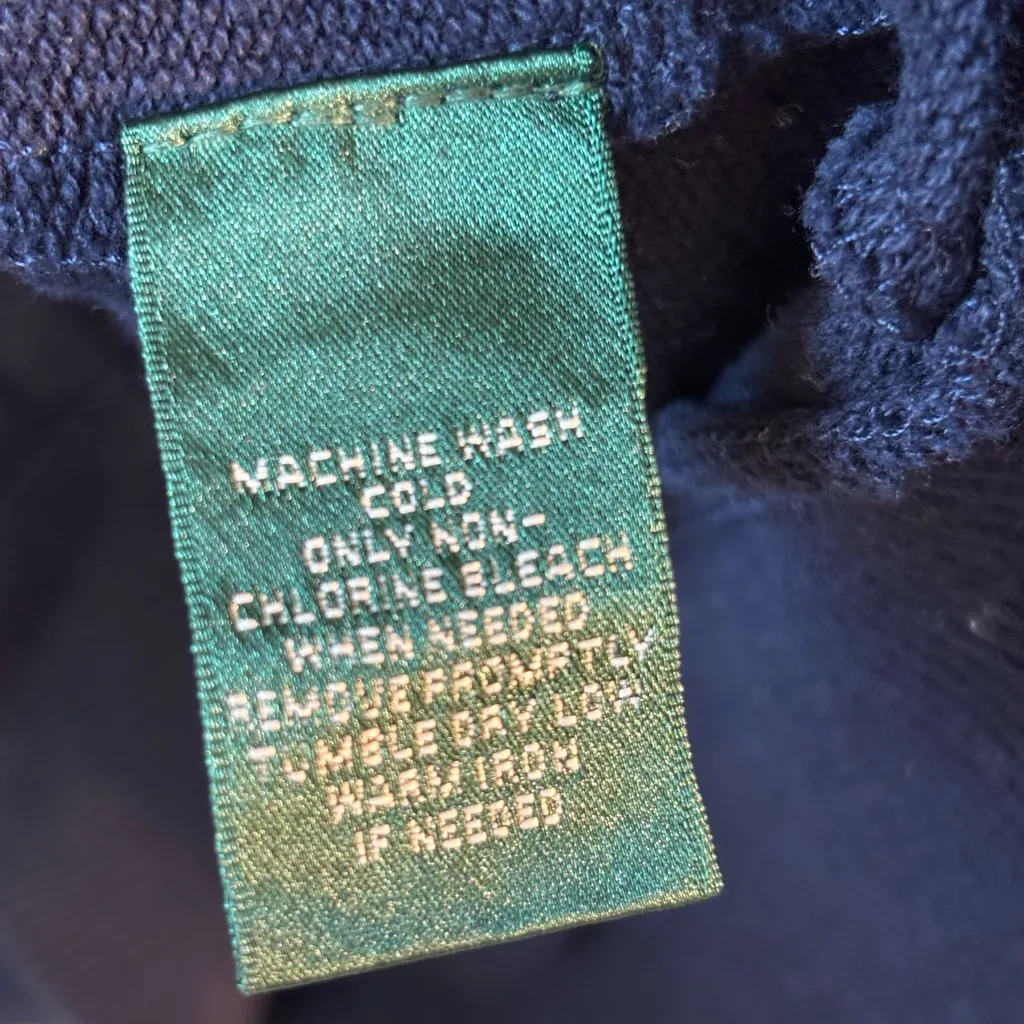 MACHINE WASH
COLD
ONLY NON-
CHLORINE BLEACH
WHEN NEEDED
REMOVE PROMPTLY
TUMBLE DRY LOW
WARM IRON
IF NEEDED